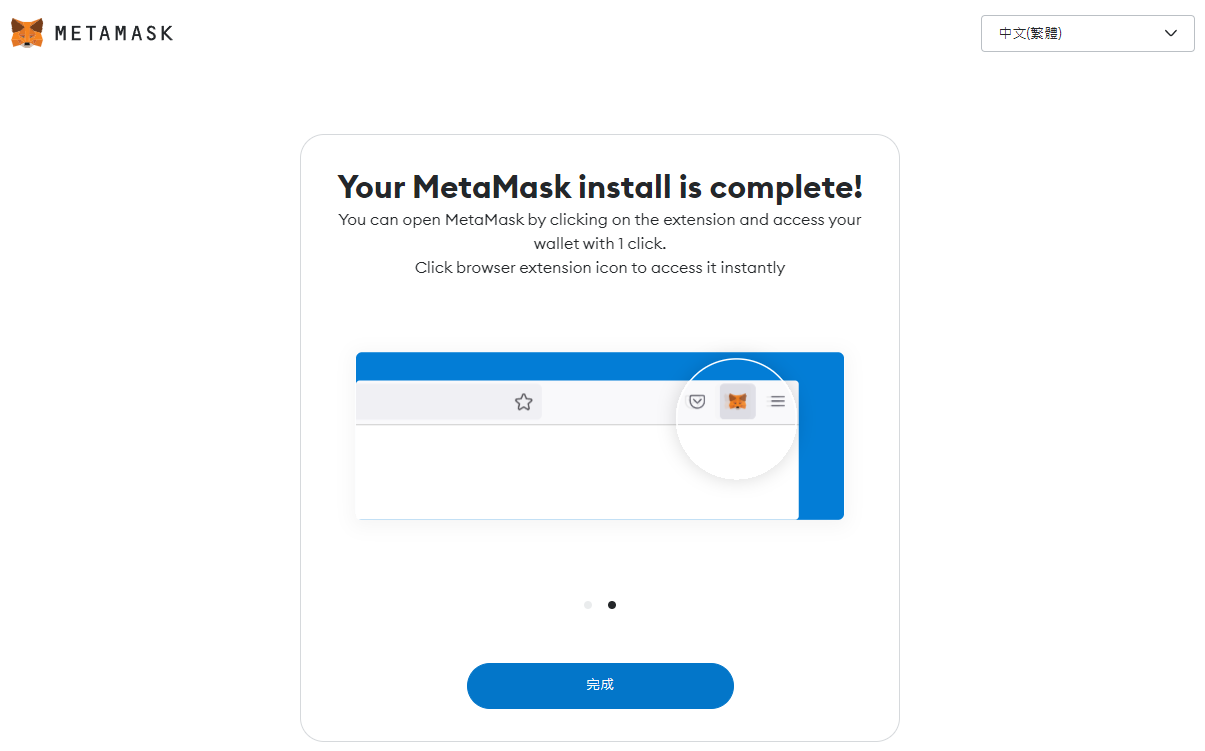 METAMASK
中文(繁體)
Your MetaMask install is complete!
You can open MetaMask by clicking on the extension and access your
wallet with 1 click.
Click browser extension icon to access it instantly
完成